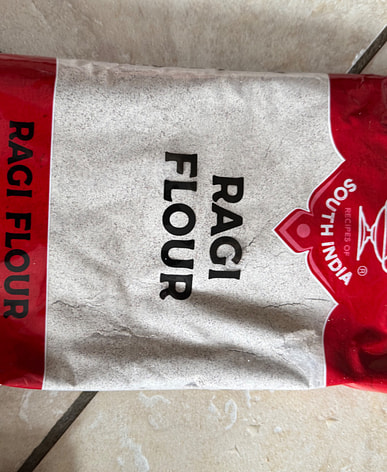 RECIPES OF
SOUTH INDIA
®
RAGI
FLOUR
RAGI FLOUR